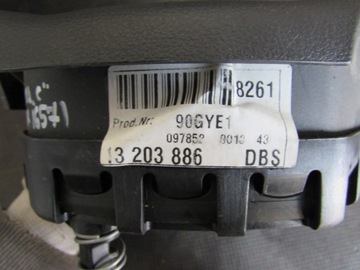 8261
Prod.Nr: 90GYE1
097852 0013 43
13 203 886 DBS